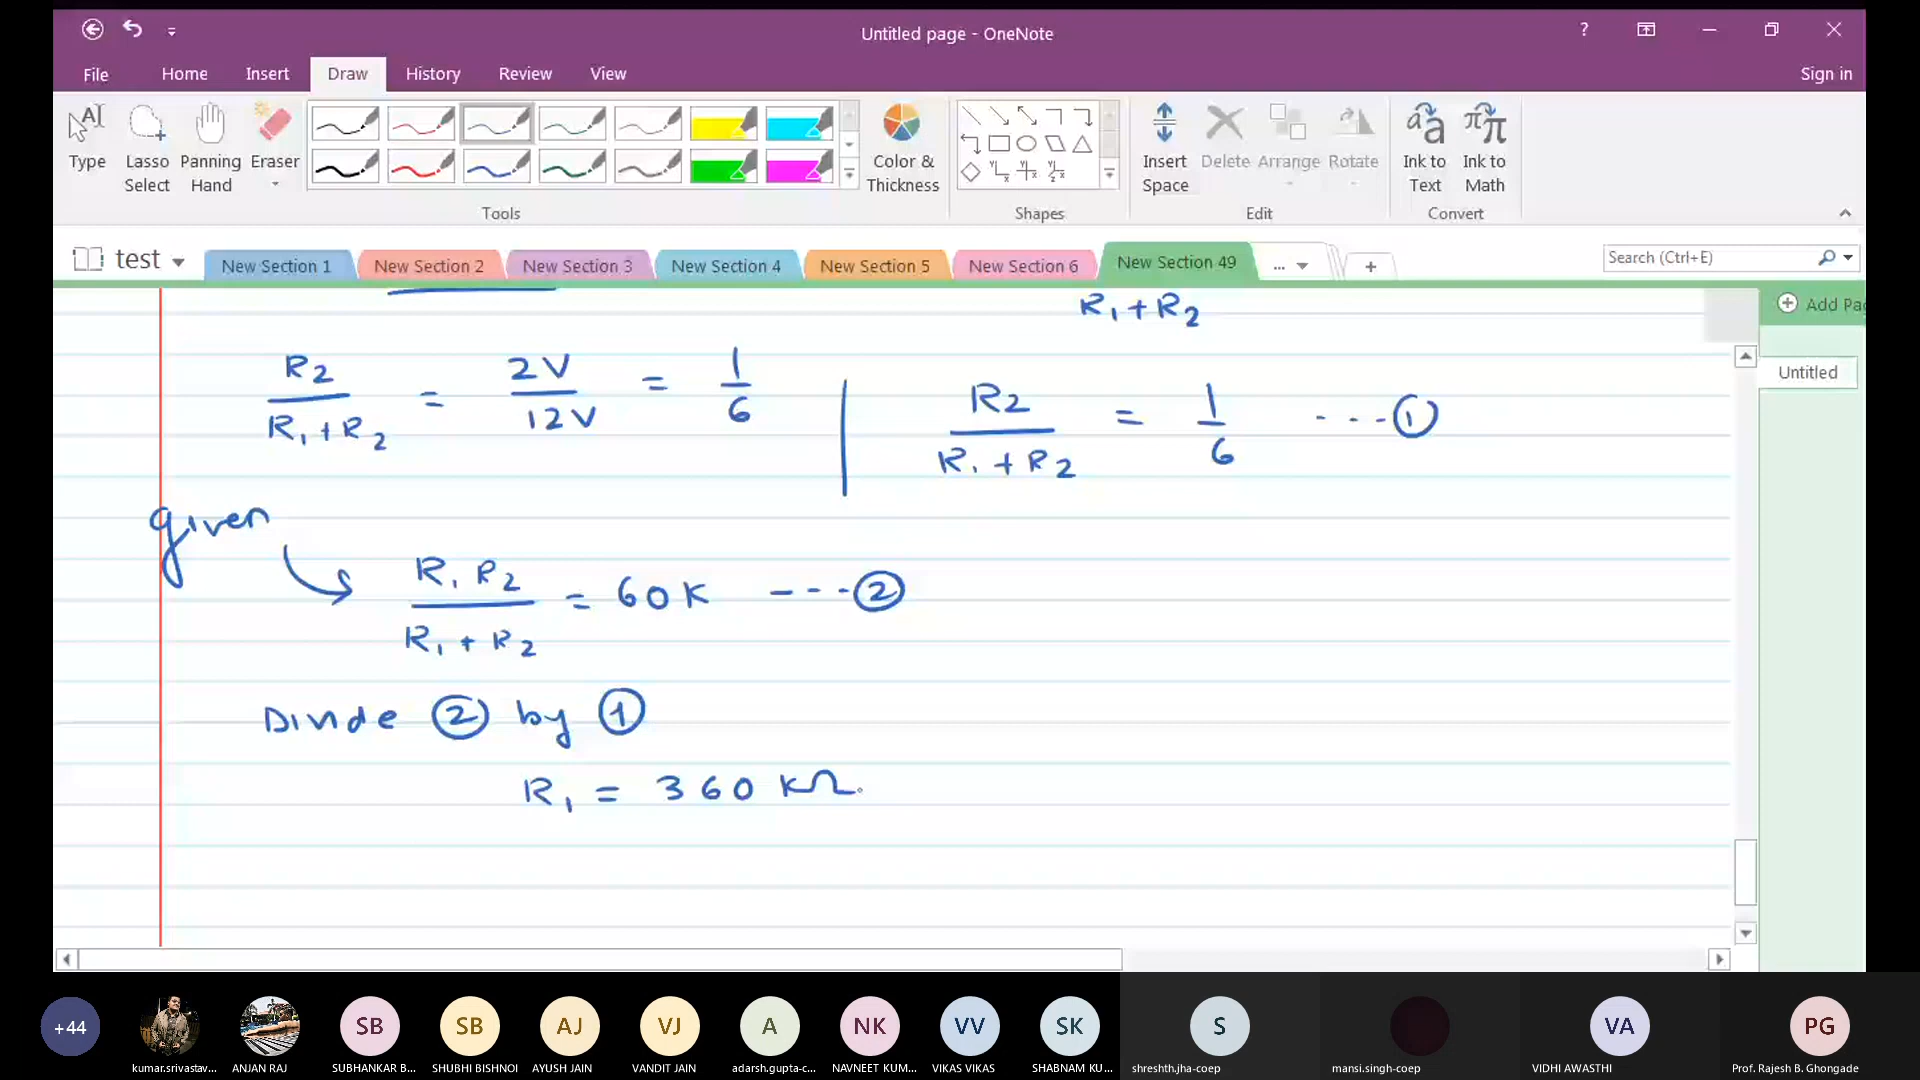 Untitled page - OneNote
?
File Home Insert Draw History Review View
Sign in
Type
Lasso Select
Panning Hand
Eraser
Color & Thickness
Insert Space
Delete
Arrange
Rotate
Ink to Text
Ink to Math
Tools
Shapes
Edit
Convert
test
New Section 1
New Section 2
New Section 3
New Section 4
New Section 5
New Section 6
New Section 49
...
Search (Ctrl+E)
Add Pa
Untitled
R₁ + R₂
R₂ / (R₁ + R₂) = 2V / 12V = 1/6
R₂ / (R₁ + R₂) = 1/6 ---①
given
R₁ R₂ / (R₁ + R₂) = 60K ---②
Divide ② by ①
R₁ = 360 KΩ
+44
SB
SB
AJ
VJ
A
NK
VV
SK
S
VA
PG
kumar.srivastav...
ANJAN RAJ
SUBHANKAR B...
SHUBHI BISHNOI
AYUSH JAIN
VANDIT JAIN
adarsh.gupta-c...
NAVNEET KUM...
VIKAS VIKAS
SHABNAM KU...
shreshth.jha-coep
mansi.singh-coep
VIDHI AWASTHI
Prof. Rajesh B. Ghongade